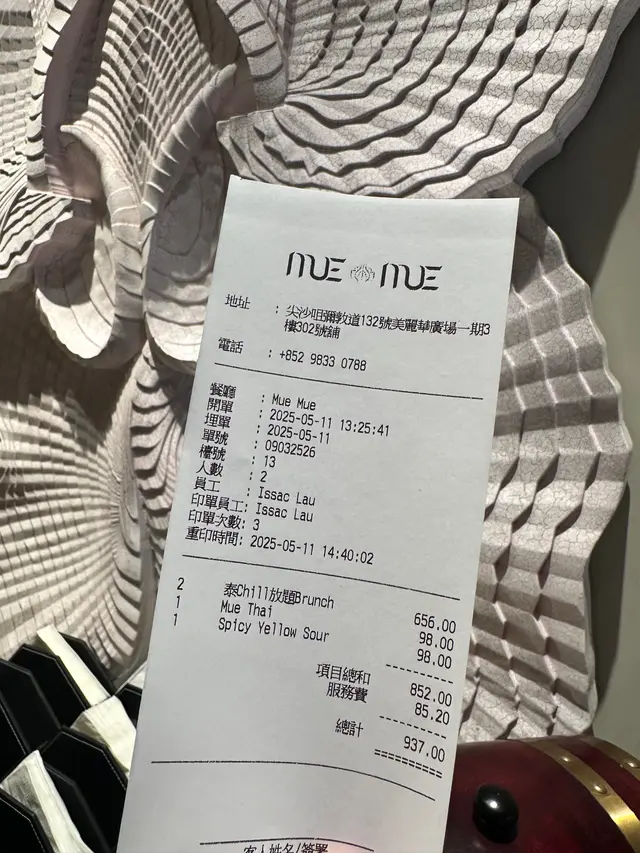 MUE MUE
地址 : 尖沙咀彌敦道132號美麗華廣場一期3
樓302號舖
電話 : +852 9833 0788
餐廳 : Mue Mue
開單 : 2025-05-11 13:25:41
埋單 : 2025-05-11
單號 : 09032526
檯號 : 13
人數 : 2
員工 : Issac Lau
印單員工: Issac Lau
印單次數: 3
重印時間: 2025-05-11 14:40:02
2 泰Chill放題Brunch 656.00
1 Mue Thai 98.00
1 Spicy Yellow Sour 98.00
項目總和 852.00
服務費 85.20
總計 937.00
客人姓名/簽署